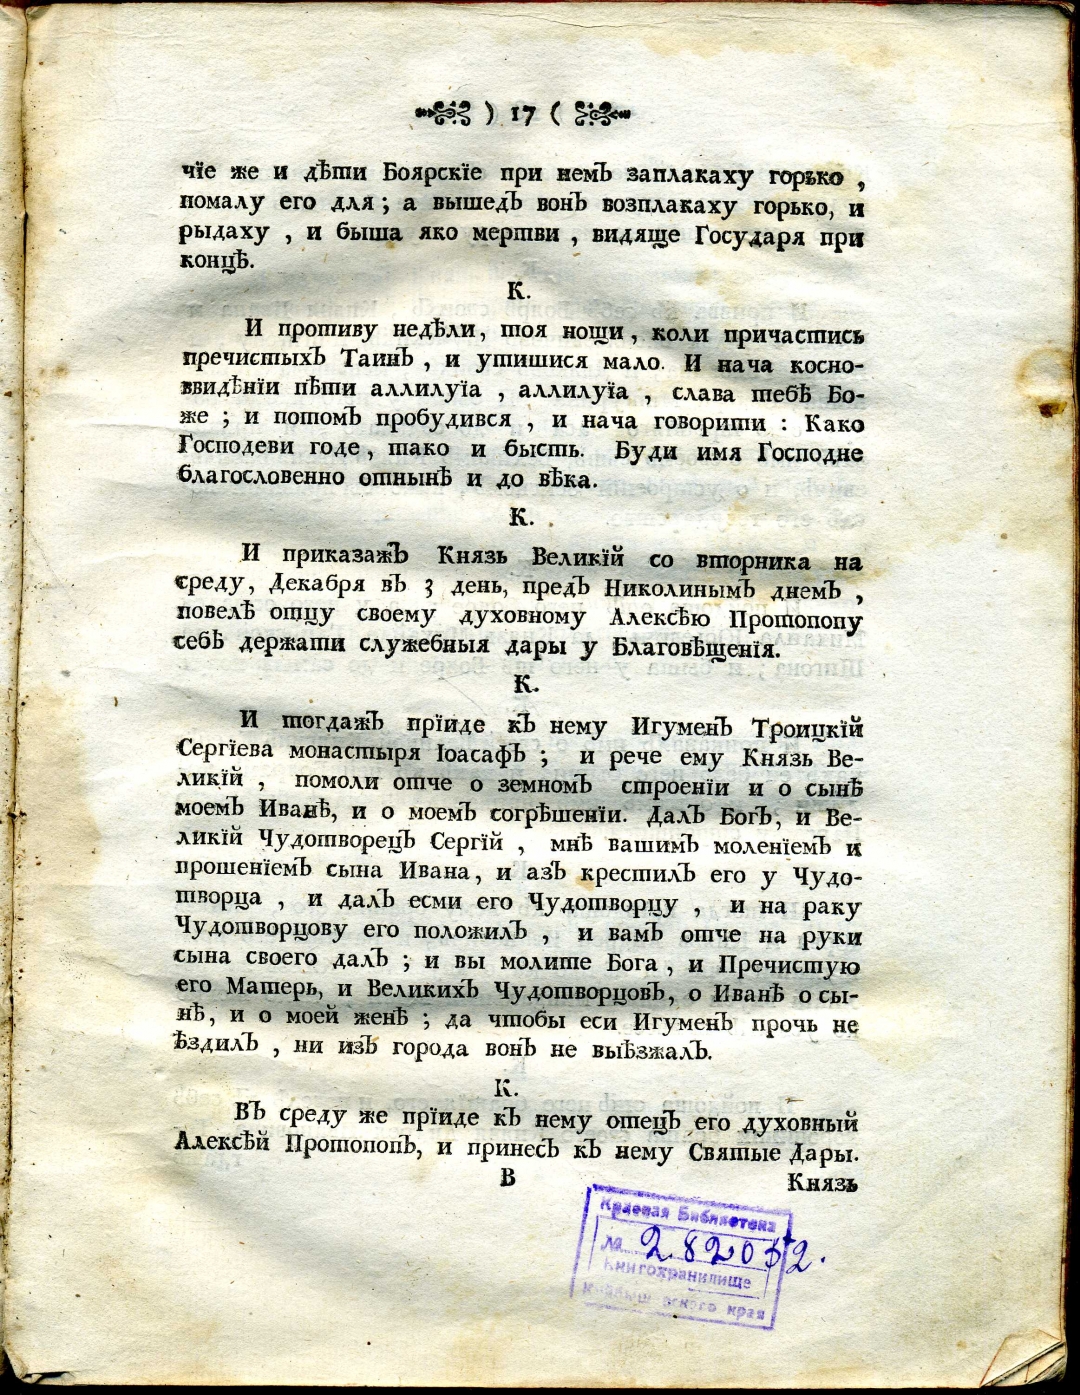 ) 17 (
чїе же и дѣти Боярскїе при немЪ заплакаху горько ,
помалу его для ; а вышедЪ вонЪ возплакаху горько, и
рыдаху , и быша яко мертви , видяще Государя при
концѣ.
К.
И противу недѣли, тоя нощи, коли причастись
пречистыхЪ ТаинЪ , и утишися мало. И нача косно-
ввидѣнїи пѣти аллилуїа , аллилуїа , слава тебѣ Бо-
же ; и потомЪ пробудився , и нача говорити : Како
Господеви годе , тако и бысть. Буди имя Господне
благословенно отнынѣ и до вѣка.
К.
И приказажЪ Князь Великїй со вторника на
среду, Декабря вЪ 3 день, предЪ НиколинымЪ днемЪ ,
повелѣ отцу своему духовному Алексѣю Протопопу
себѣ держати служебныя дары у Благовѣщенїя.
К.
И тогдажЪ прїиде кЪ нему ИгуменЪ Троицкїй
Сергїева монастыря ІоасафЪ ; и рече ему Князь Ве-
ликїй , помоли отче о земномЪ строенїи и о сынѣ
моемЪ Иванѣ, и о моемЪ согрѣшенїи. ДалЪ БогЪ, и Ве-
ликїй ЧудотворецЪ Сергїй , мнѣ вашимЪ моленїемЪ и
прошенїемЪ сына Ивана, и азЪ крестилЪ его у Чудо-
творца , и далЪ есми его Чудотворцу , и на раку
Чудотворцову его положилЪ , и вамЪ отче на руки
сына своего далЪ ; и вы молите Бога , и Пречистую
его Матерь, и ВеликихЪ ЧудотворцовЪ, о Иванѣ о сы-
нѣ, и о моей женѣ ; да чтобы еси ИгуменЪ прочь не
ѣздилЪ , ни изЪ города вонЪ не выѣзжалЪ.
К.
ВЪ среду же прїиде кЪ нему отецЪ его духовный
Алексѣй ПротопопЪ, и принесЪ кЪ нему Святые Дары.
В Князь
Краевая Библиотека
№ 282032.
Книгохранилище
края